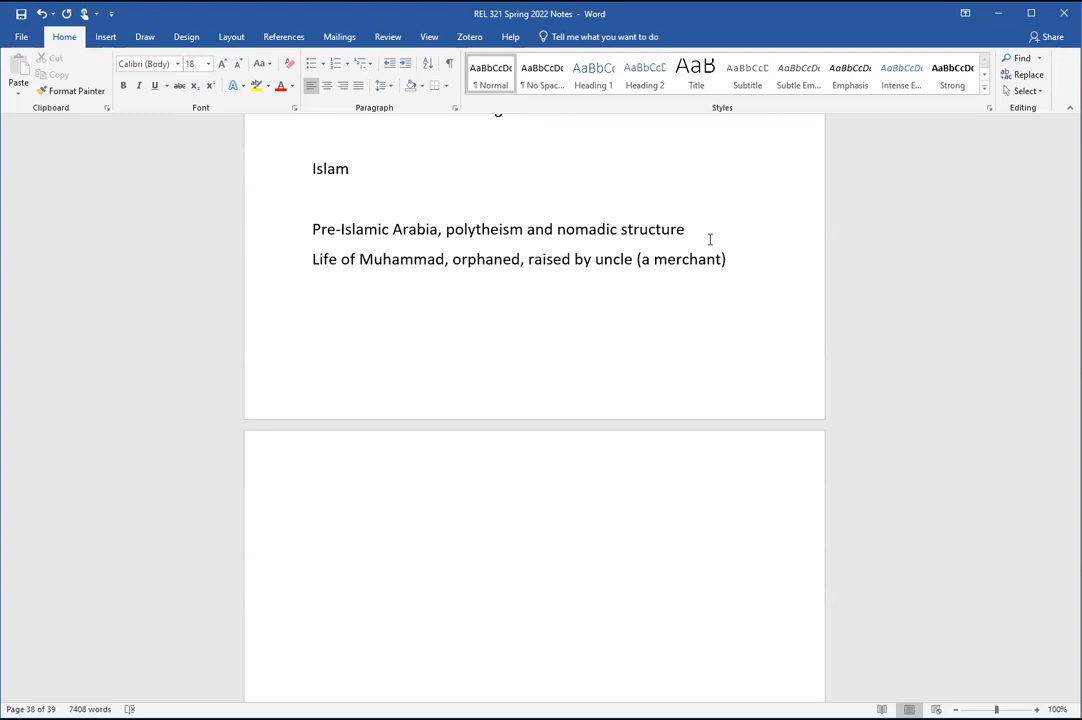 REL 321 Spring 2022 Notes - Word
File Home Insert Draw Design Layout References Mailings Review View Zotero Help Tell me what you want to do Share
Paste
Cut
Copy
Format Painter
Clipboard
Calibri (Body) 18
Font
Paragraph
AaBbCcDc AaBbCcDc AaBbCc AaBbCcD AaB AaBbCcD AaBbCcDc AaBbCcDc AaBbCcDc AaBbCcDc
¶ Normal ¶ No Spac... Heading 1 Heading 2 Title Subtitle Subtle Em... Emphasis Intense E... Strong
Styles
Find
Replace
Select
Editing
Islam
Pre-Islamic Arabia, polytheism and nomadic structure
Life of Muhammad, orphaned, raised by uncle (a merchant)
Page 38 of 39 7408 words
100%